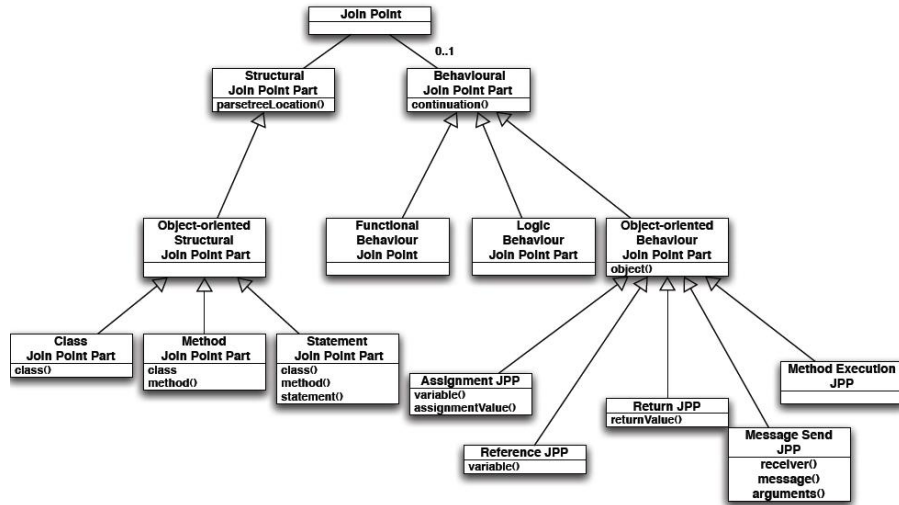 Join Point
0..1
Structural
Join Point Part
parsetreeLocation()
Behavioural
Join Point Part
continuation()
Object-oriented
Structural
Join Point Part
Functional
Behaviour
Join Point
Logic
Behaviour
Join Point Part
Object-oriented
Behaviour
Join Point Part
object()
Class
Join Point Part
class()
Method
Join Point Part
class
method()
Statement
Join Point Part
class()
method()
statement()
Assignment JPP
variable()
assignmentValue()
Reference JPP
variable()
Return JPP
returnValue()
Message Send
JPP
receiver()
message()
arguments()
Method Execution
JPP